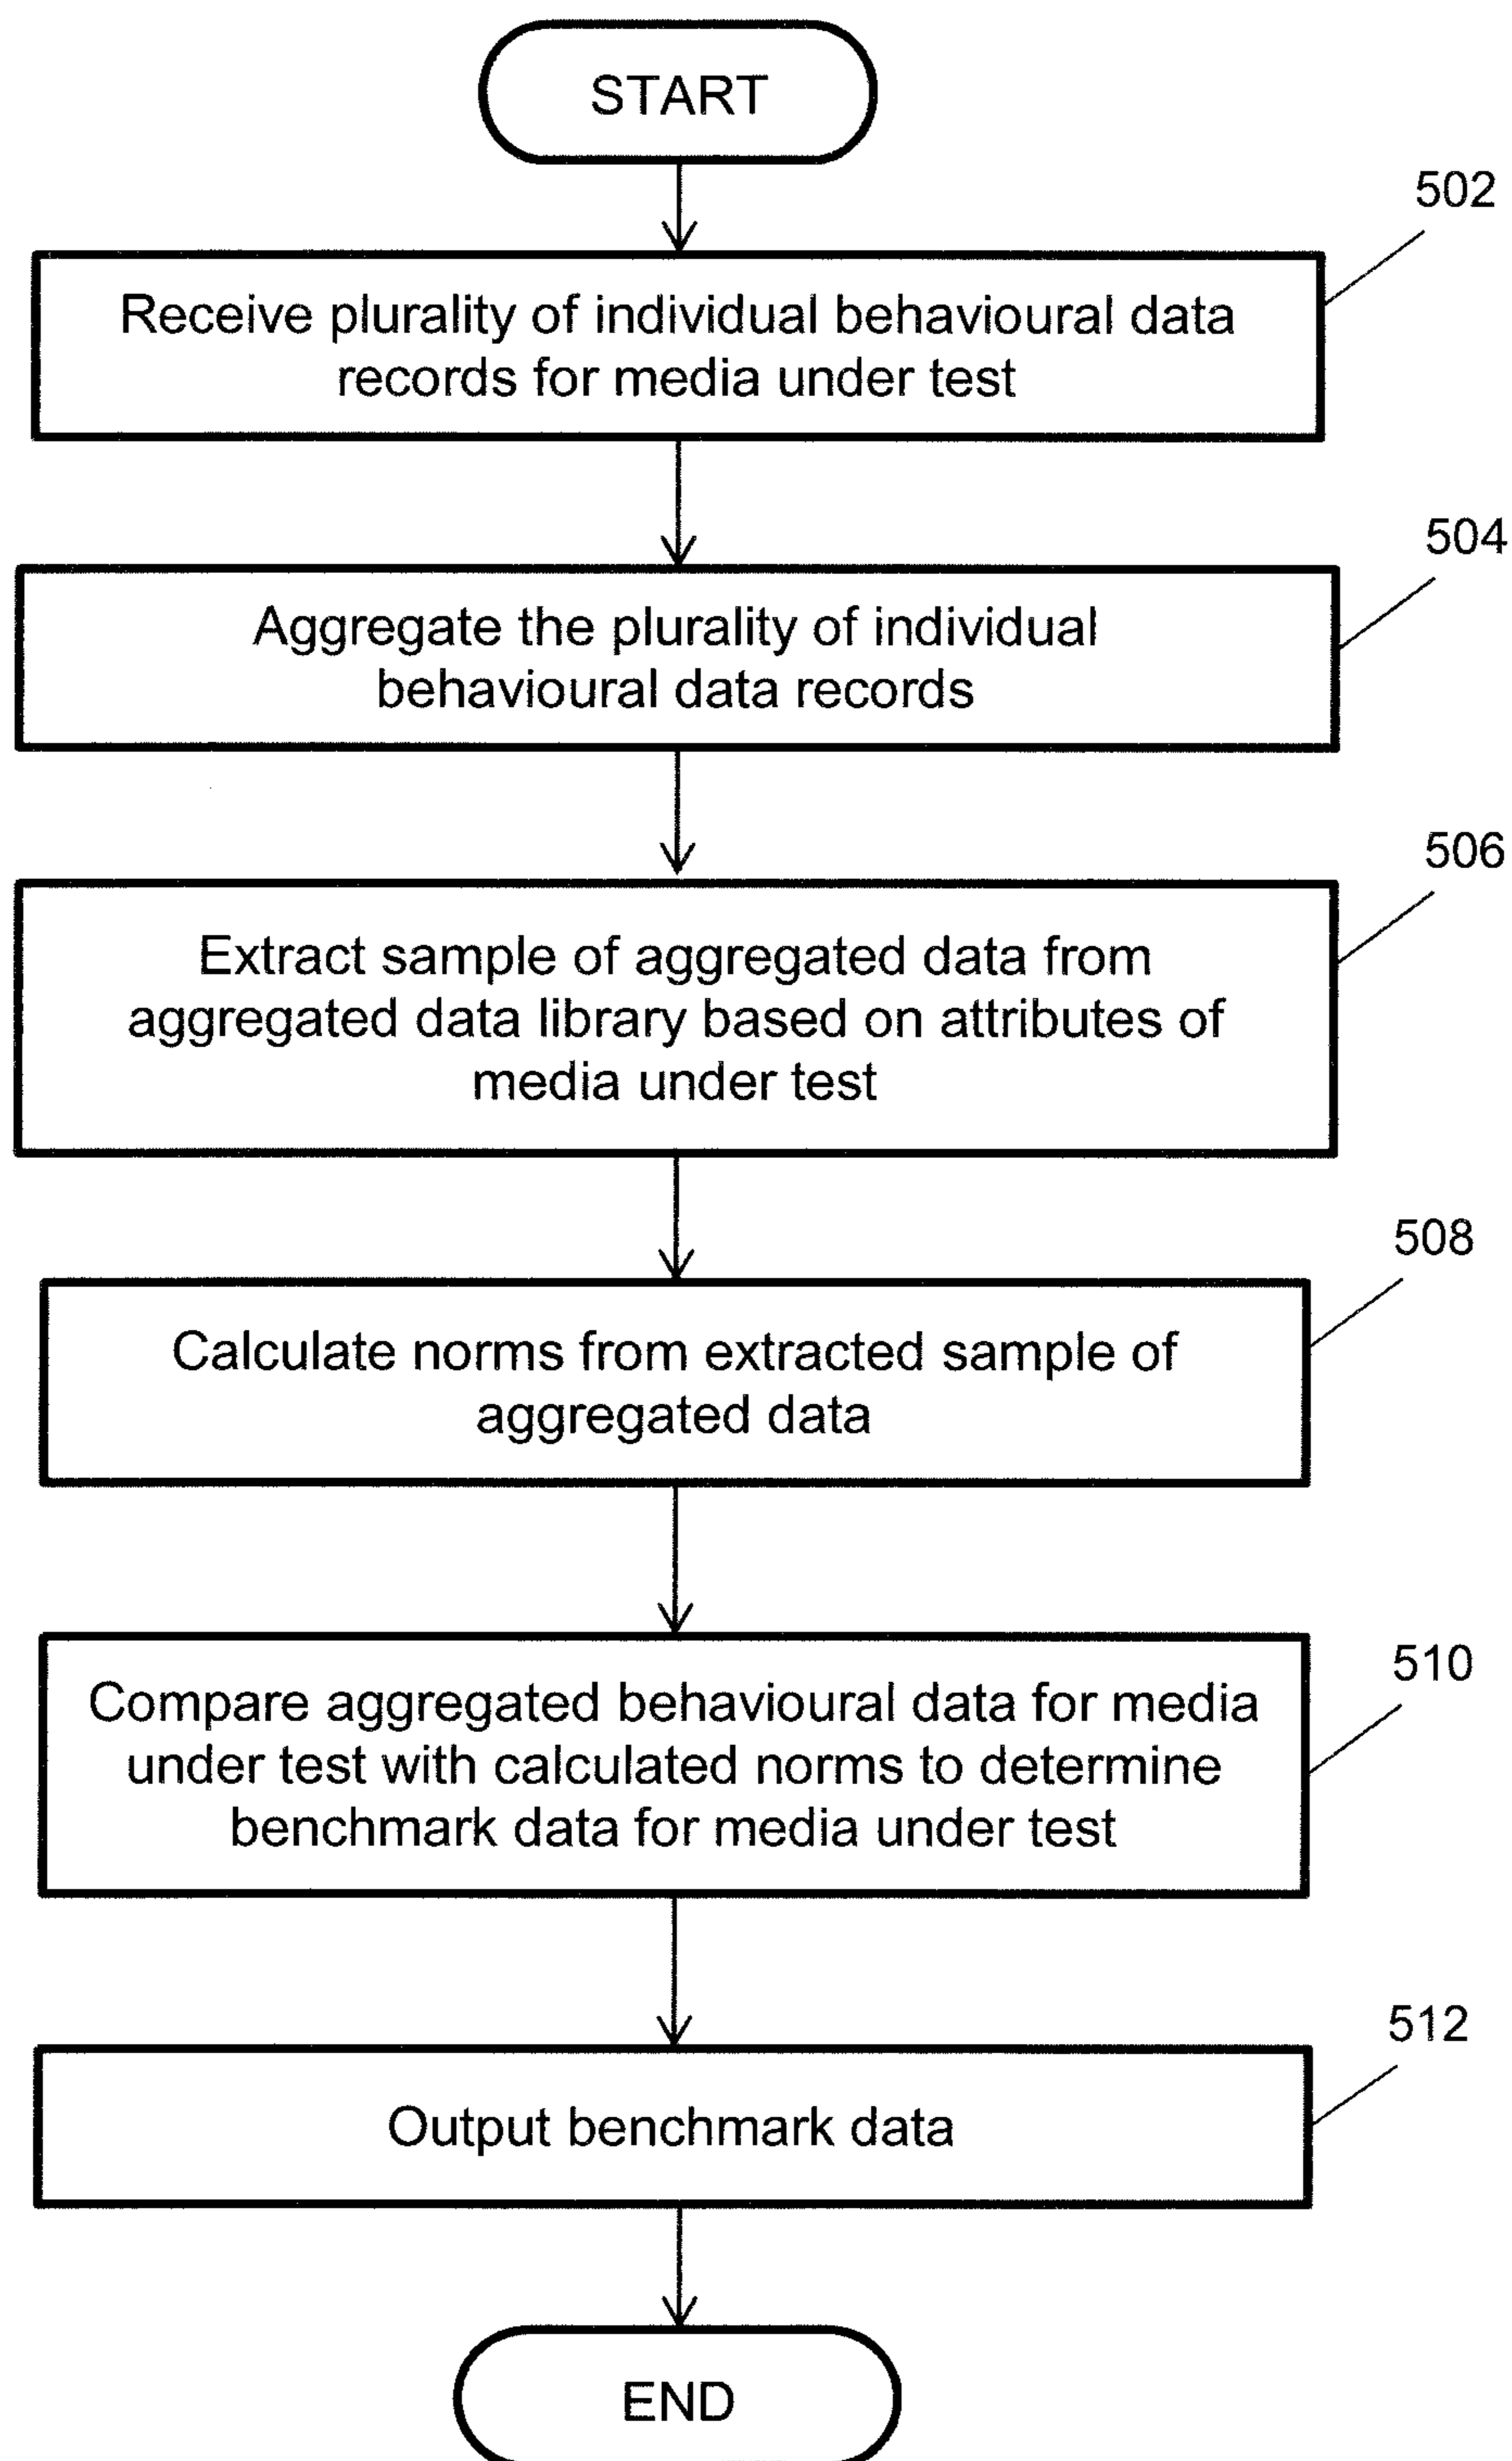 START
502
Receive plurality of individual behavioural data
records for media under test
504
Aggregate the plurality of individual
behavioural data records
506
Extract sample of aggregated data from
aggregated data library based on attributes of
media under test
508
Calculate norms from extracted sample of
aggregated data
510
Compare aggregated behavioural data for media
under test with calculated norms to determine
benchmark data for media under test
512
Output benchmark data
END